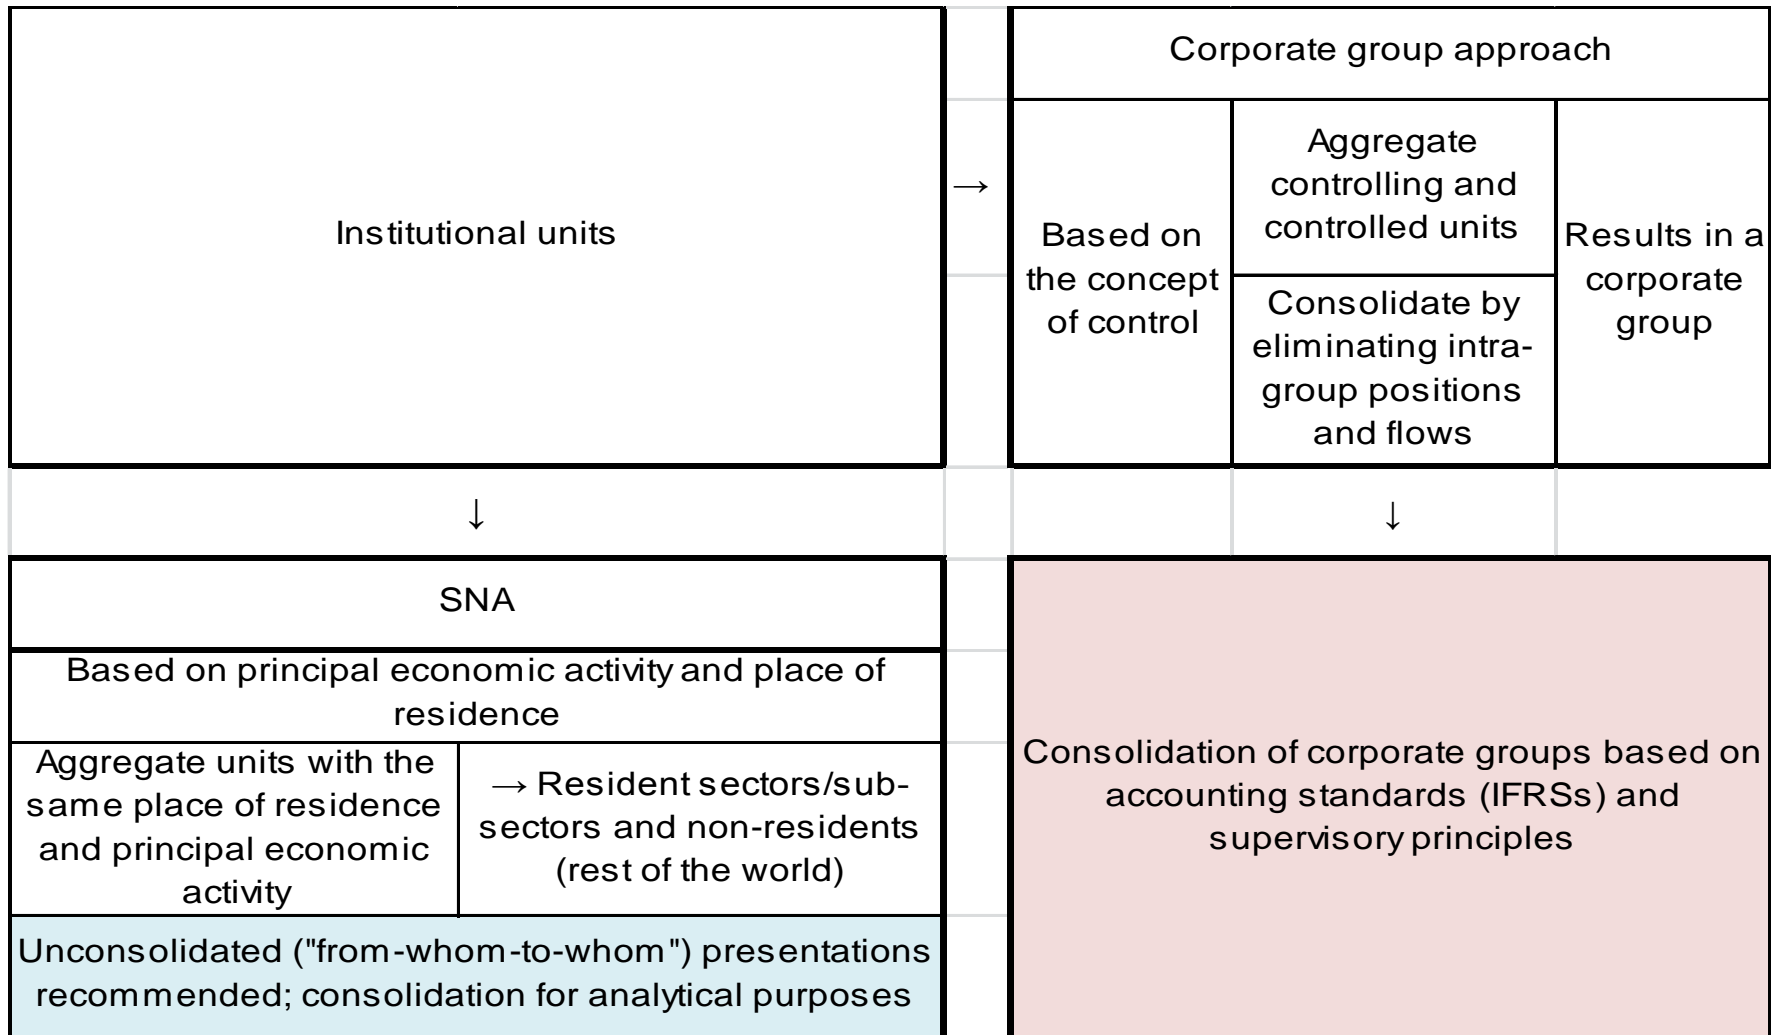 Institutional units
→
Corporate group approach
Based on
the concept
of control
Aggregate
controlling and
controlled units
Consolidate by
eliminating intra-
group positions
and flows
Results in a
corporate
group
↓
↓
SNA
Based on principal economic activity and place of
residence
Aggregate units with the
same place of residence
and principal economic
activity
→ Resident sectors/sub-
sectors and non-residents
(rest of the world)
Unconsolidated ("from-whom-to-whom") presentations
recommended; consolidation for analytical purposes
Consolidation of corporate groups based on
accounting standards (IFRSs) and
supervisory principles